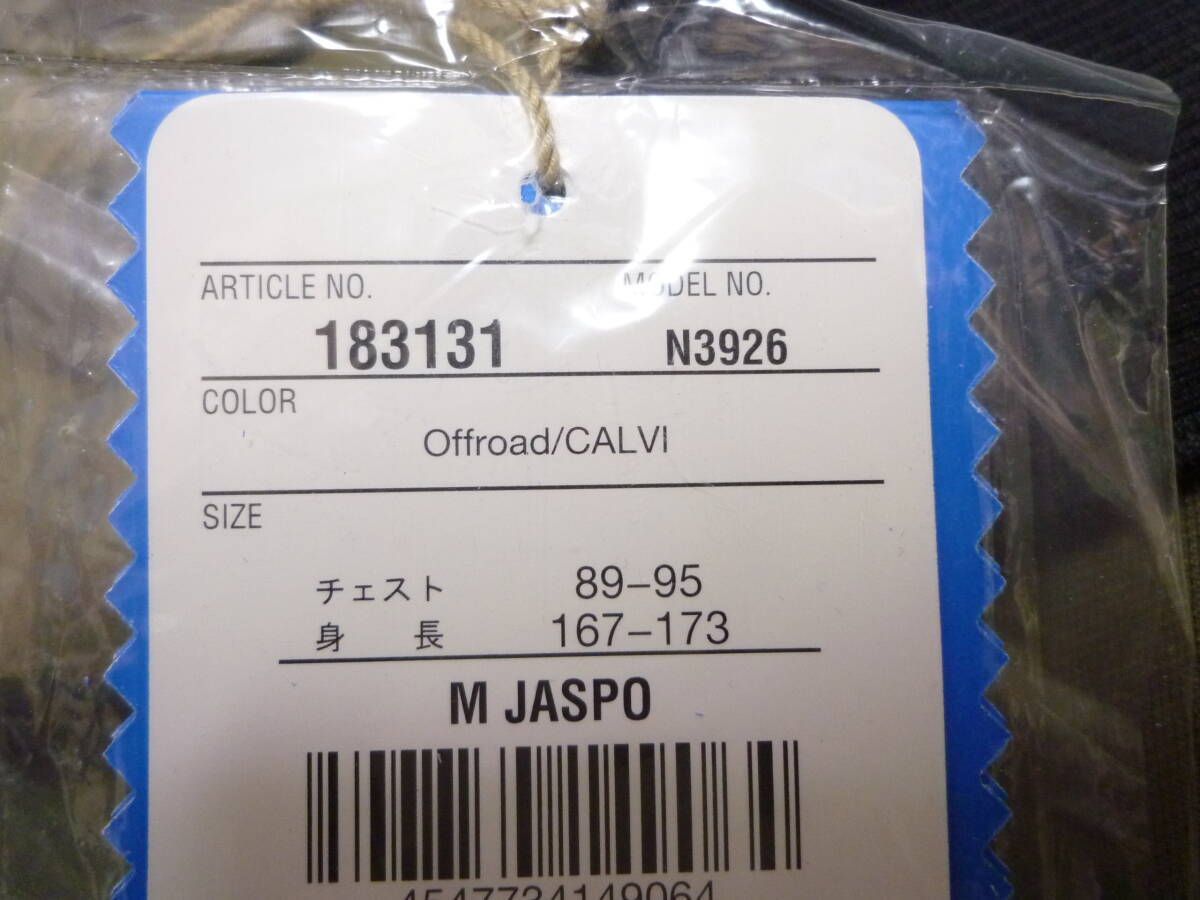 ARTICLE NO. MODEL NO.
183131 N3926
COLOR
Offroad/CALVI
SIZE
チェスト 89-95
身長 167-173
M JASPO
4547734149064